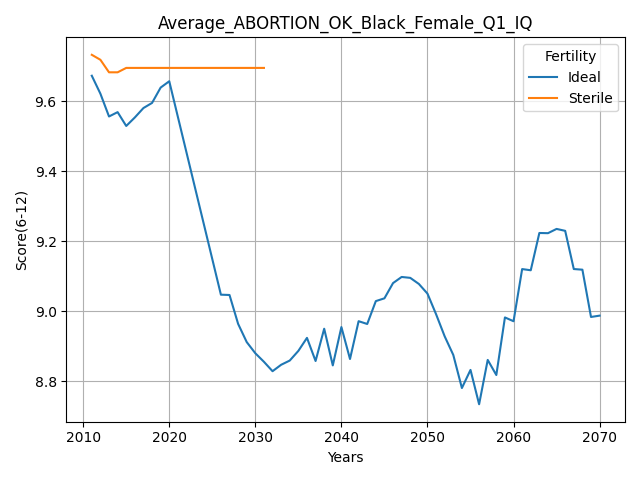 Average_ABORTION_OK_Black_Female_Q1_IQ
Fertility
Ideal
Sterile
Score(6-12)
9.6
9.4
9.2
9.0
8.8
2010 2020 2030 2040 2050 2060 2070
Years